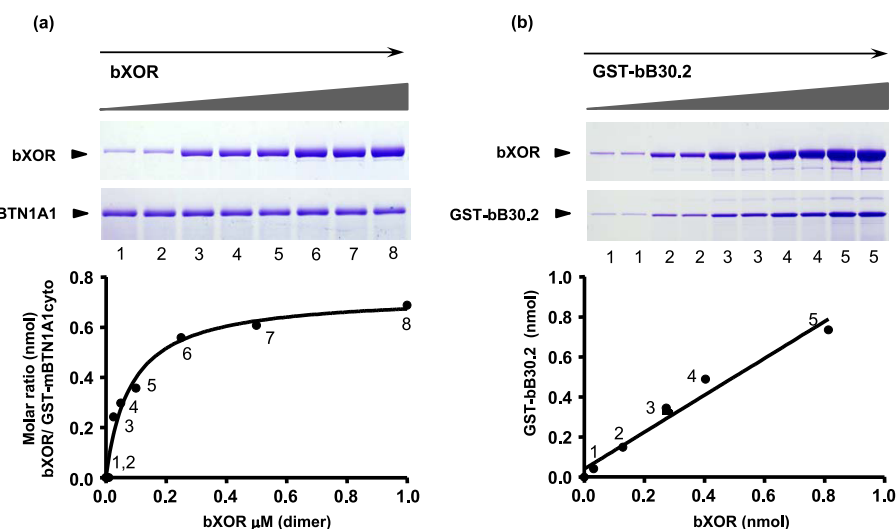 (a)
bXOR
bXOR
BTN1A1
1 2 3 4 5 6 7 8
0.8
0.6
0.4
0.2
0.0
Molar ratio (nmol)
bXOR/ GST-mBTN1A1cyto
1,2
3
4
5
6
7
8
0.0 0.2 0.4 0.6 0.8 1.0
bXOR µM (dimer)
(b)
GST-bB30.2
bXOR
GST-bB30.2
1 1 2 2 3 3 4 4 5 5
1.0
0.8
0.6
0.4
0.2
0.0
GST-bB30.2 (nmol)
1
2
3
4
5
0.0 0.2 0.4 0.6 0.8 1.0
bXOR (nmol)